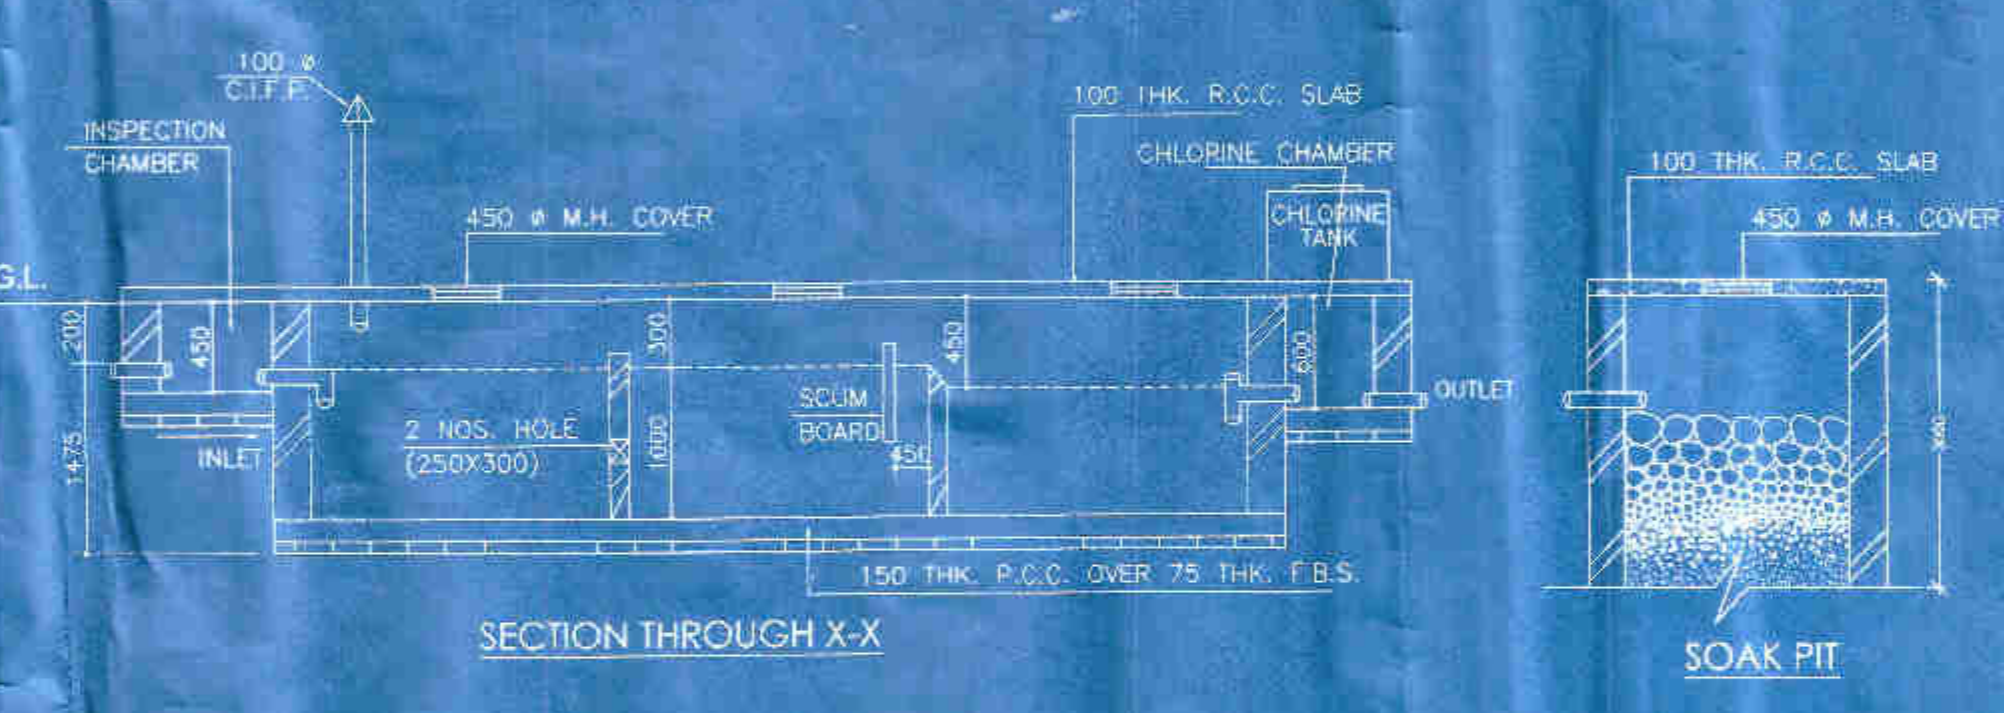 100 ø
C.I.F.P.
INSPECTION
CHAMBER
450 ø M.H. COVER
100 THK. R.C.C. SLAB
CHLORINE CHAMBER
CHLORINE
TANK
G.L.
200
450
300
450
600
1475
1000
2 NOS. HOLE
(250X300)
SCUM
BOARD
450
INLET
OUTLET
150 THK. P.C.C. OVER 75 THK. F.B.S.
SECTION THROUGH X-X
100 THK. R.C.C. SLAB
450 ø M.H. COVER
SOAK PIT